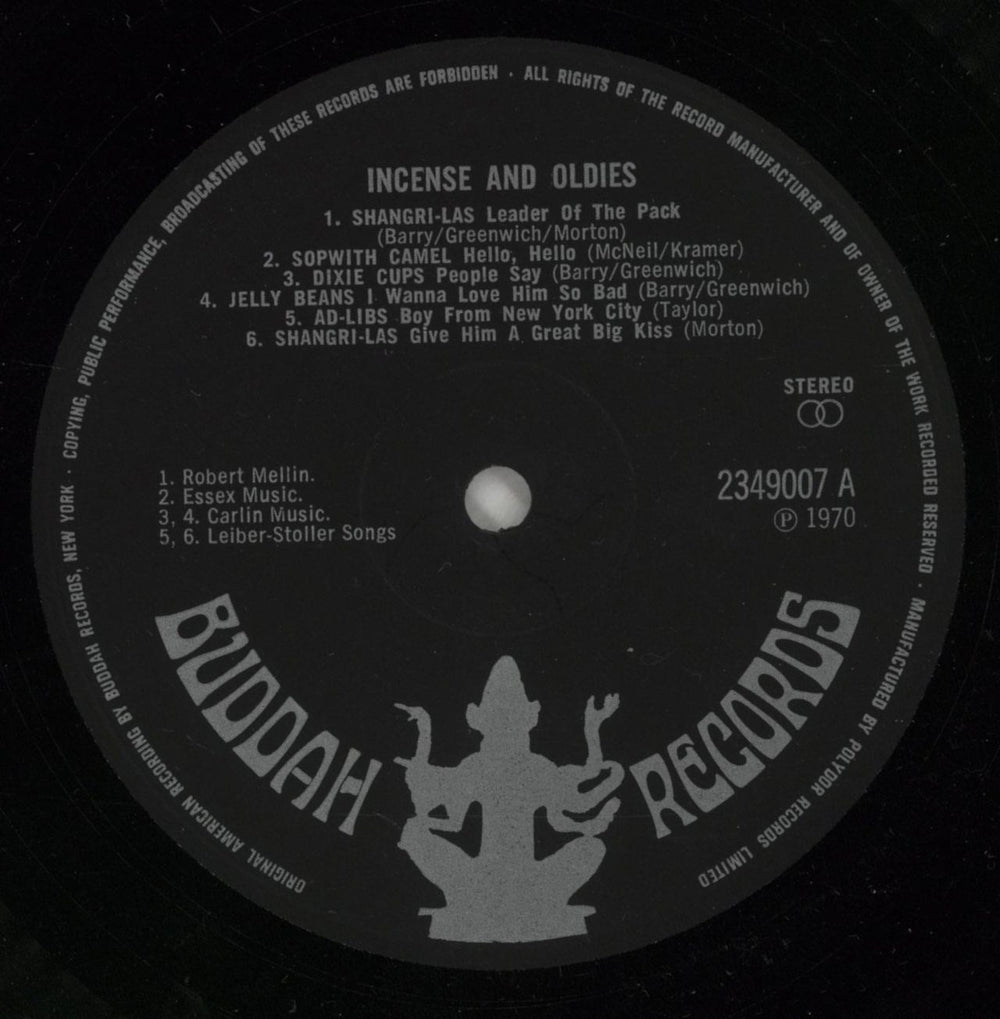 ORIGINAL AMERICAN RECORDING BY BUDDAH RECORDS, NEW YORK · COPYING, PUBLIC PERFORMANCE, BROADCASTING OF THESE RECORDS ARE FORBIDDEN · ALL RIGHTS OF THE RECORD MANUFACTURER AND OF OWNER OF THE WORK RECORDED RESERVED · MANUFACTURED BY POLYDOR RECORDS LIMITED
INCENSE AND OLDIES
1. SHANGRI-LAS Leader Of The Pack
(Barry/Greenwich/Morton)
2. SOPWITH CAMEL Hello, Hello (McNeil/Kramer)
3. DIXIE CUPS People Say (Barry/Greenwich)
4. JELLY BEANS I Wanna Love Him So Bad (Barry/Greenwich)
5. AD-LIBS Boy From New York City (Taylor)
6. SHANGRI-LAS Give Him A Great Big Kiss (Morton)
STEREO
1. Robert Mellin.
2. Essex Music.
3, 4. Carlin Music.
5, 6. Leiber-Stoller Songs
2349007 A
℗ 1970
BUDDAH RECORDS